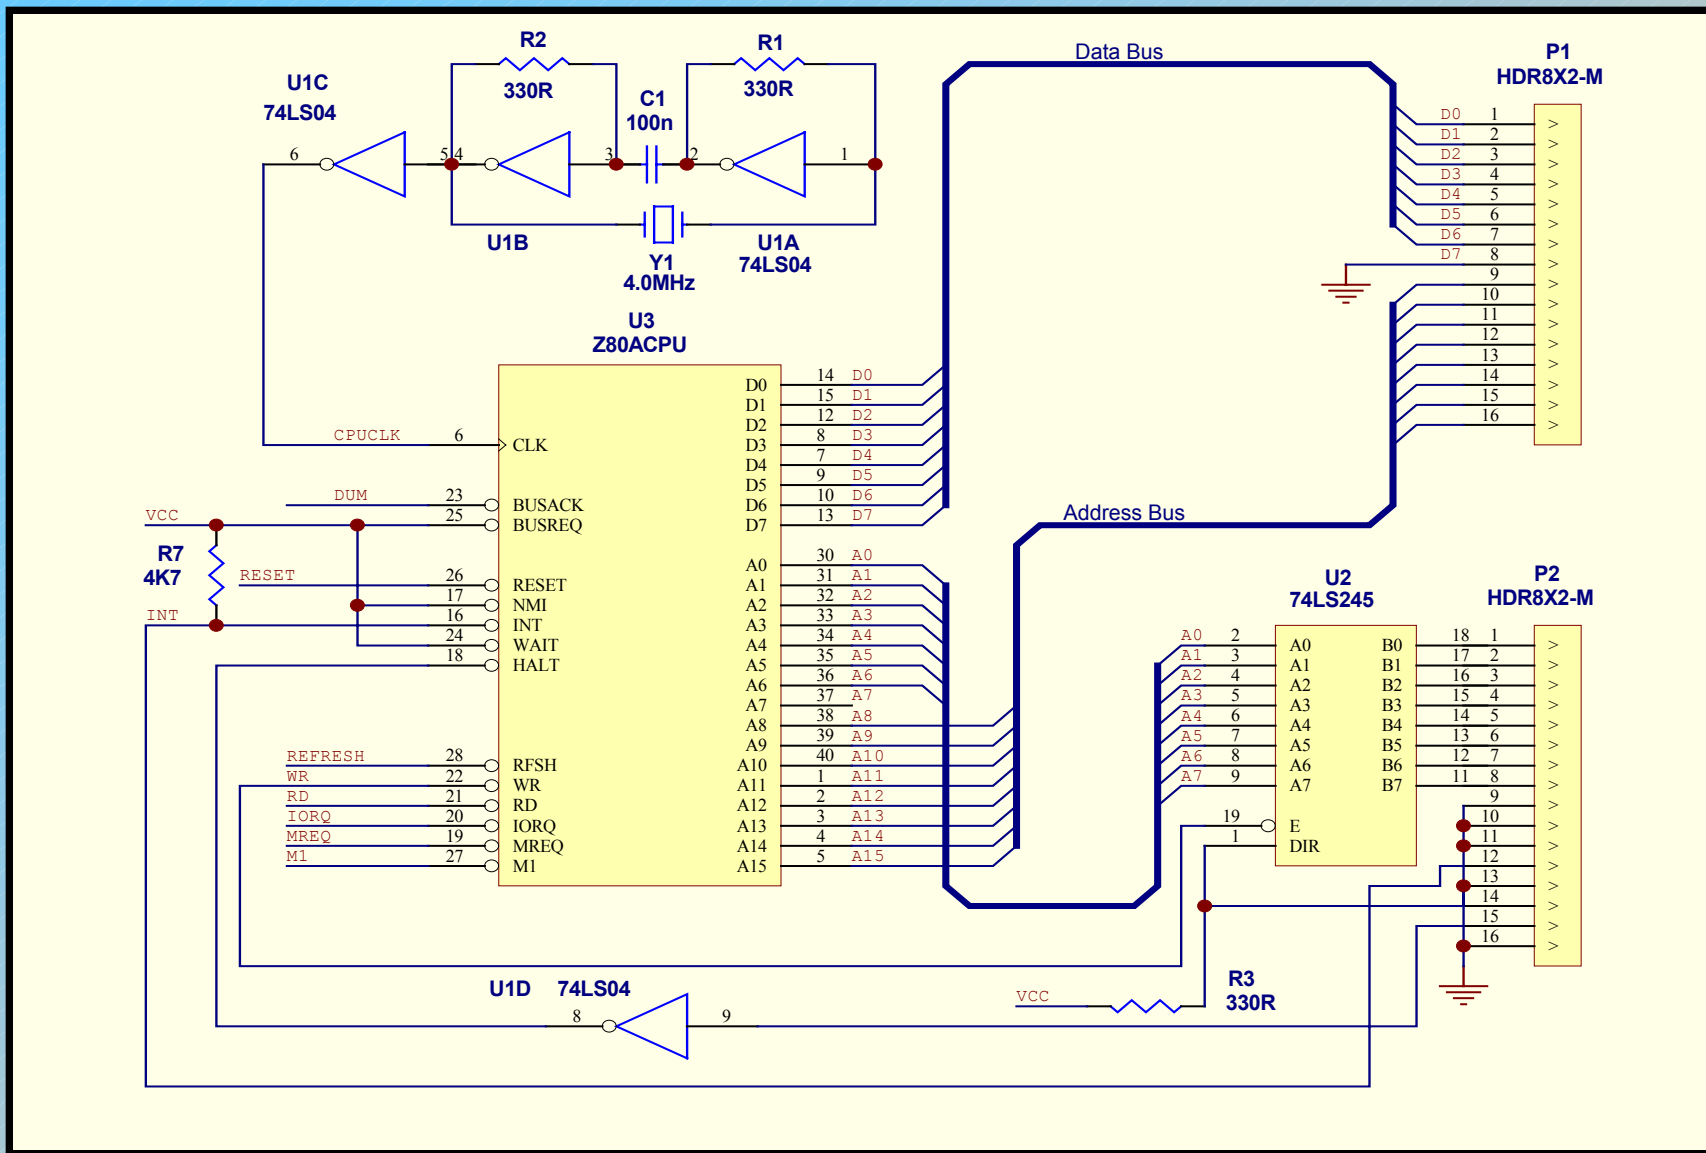 R2
330R
R1
330R
U1C
74LS04
C1
100n
6
5
4
3
2
1
U1B
U1A
74LS04
Y1
4.0MHz
Data Bus
P1
HDR8X2-M
D0 1 >
D1 2 >
D2 3 >
D3 4 >
D4 5 >
D5 6 >
D6 7 >
D7 8 >
9 >
10 >
11 >
12 >
13 >
14 >
15 >
16 >
U3
Z80ACPU
CPUCLK 6 CLK
DUM 23 BUSACK
VCC 25 BUSREQ
R7
4K7
RESET 26 RESET
17 NMI
INT 16 INT
24 WAIT
18 HALT
REFRESH 28 RFSH
WR 22 WR
RD 21 RD
IORQ 20 IORQ
MREQ 19 MREQ
M1 27 M1
D0 14 D0
D1 15 D1
D2 12 D2
D3 8 D3
D4 7 D4
D5 9 D5
D6 10 D6
D7 13 D7
A0 30 A0
A1 31 A1
A2 32 A2
A3 33 A3
A4 34 A4
A5 35 A5
A6 36 A6
A7 37 A7
A8 38 A8
A9 39 A9
A10 40 A10
A11 1 A11
A12 2 A12
A13 3 A13
A14 4 A14
A15 5 A15
Address Bus
U2
74LS245
A0 2 A0
A1 3 A1
A2 4 A2
A3 5 A3
A4 6 A4
A5 7 A5
A6 8 A6
A7 9 A7
19 E
1 DIR
B0 18
B1 17
B2 16
B3 15
B4 14
B5 13
B6 12
B7 11
P2
HDR8X2-M
1 >
2 >
3 >
4 >
5 >
6 >
7 >
8 >
9 >
10 >
11 >
12 >
13 >
14 >
15 >
16 >
U1D 74LS04
8
9
VCC
R3
330R